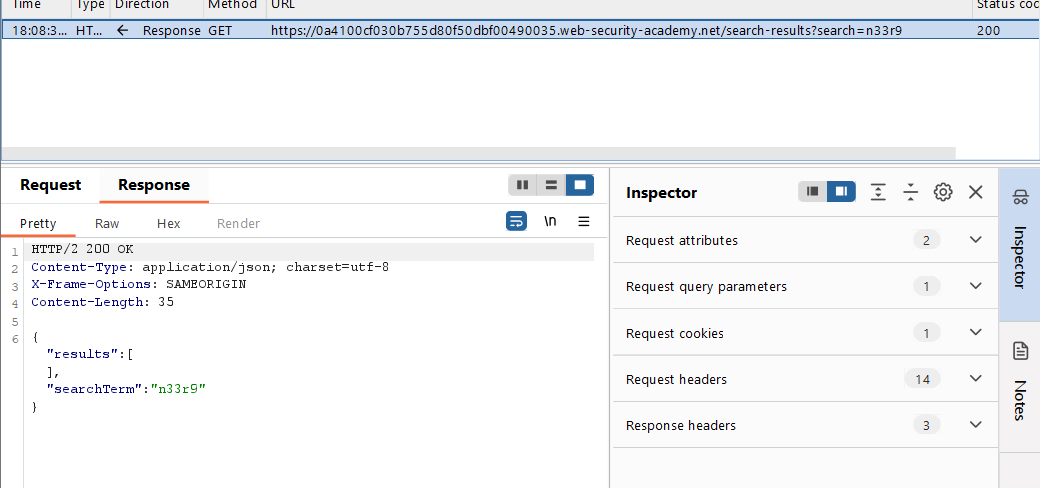 Time Type Direction Method URL Status cod
18:08:3... HT... Response GET https://0a4100cf030b755d80f50dbf00490035.web-security-academy.net/search-results?search=n33r9 200
Request Response
Pretty Raw Hex Render \n
1 HTTP/2 200 OK
2 Content-Type: application/json; charset=utf-8
3 X-Frame-Options: SAMEORIGIN
4 Content-Length: 35
5
6 {
"results":[
],
"searchTerm":"n33r9"
}
Inspector
Request attributes 2
Request query parameters 1
Request cookies 1
Request headers 14
Response headers 3
Inspector
Notes